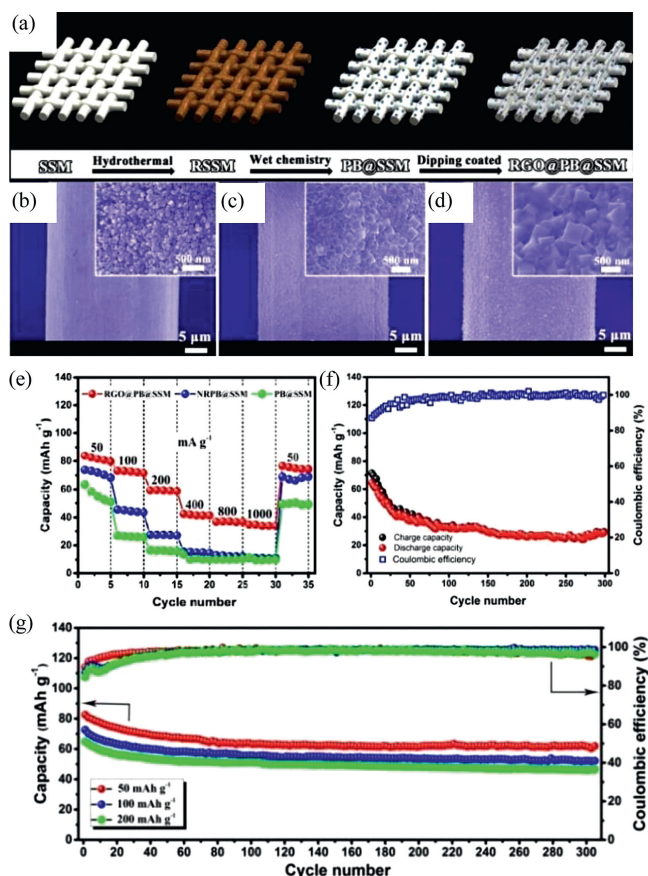 (a)
SSM Hydrothermal RSSM Wet chemistry PB@SSM Dipping coated RGO@PB@SSM
(b)
500 nm
5 μm
(c)
500 nm
5 μm
(d)
500 nm
5 μm
(e)
RGO@PB@SSM NRPB@SSM PB@SSM
mA g⁻¹
50
100
200
400
800
1000
50
Capacity (mAh g⁻¹)
140
120
100
80
60
40
20
0
0 5 10 15 20 25 30 35
Cycle number
(f)
Capacity (mAh g⁻¹)
140
120
100
80
60
40
20
0
Charge capacity
Discharge capacity
Coulombic efficiency
0 50 100 150 200 250 300
Cycle number
100
80
60
40
20
0
Coulombic efficiency (%)
(g)
Capacity (mAh g⁻¹)
140
120
100
80
60
40
20
0
50 mAh g⁻¹
100 mAh g⁻¹
200 mAh g⁻¹
0 20 40 60 80 100 120 140 160 180 200 220 240 260 280 300
Cycle number
100
80
60
40
20
0
Coulombic efficiency (%)